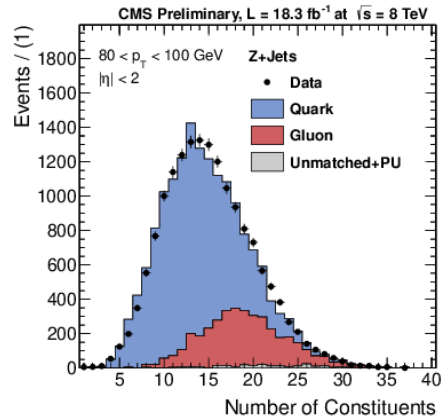 CMS Preliminary, L = 18.3 fb⁻¹ at √s = 8 TeV
Events / (1)
1800
1600
1400
1200
1000
800
600
400
200
0
80 < p_T < 100 GeV
|η| < 2
Z+Jets
Data
Quark
Gluon
Unmatched+PU
5 10 15 20 25 30 35 40
Number of Constituents